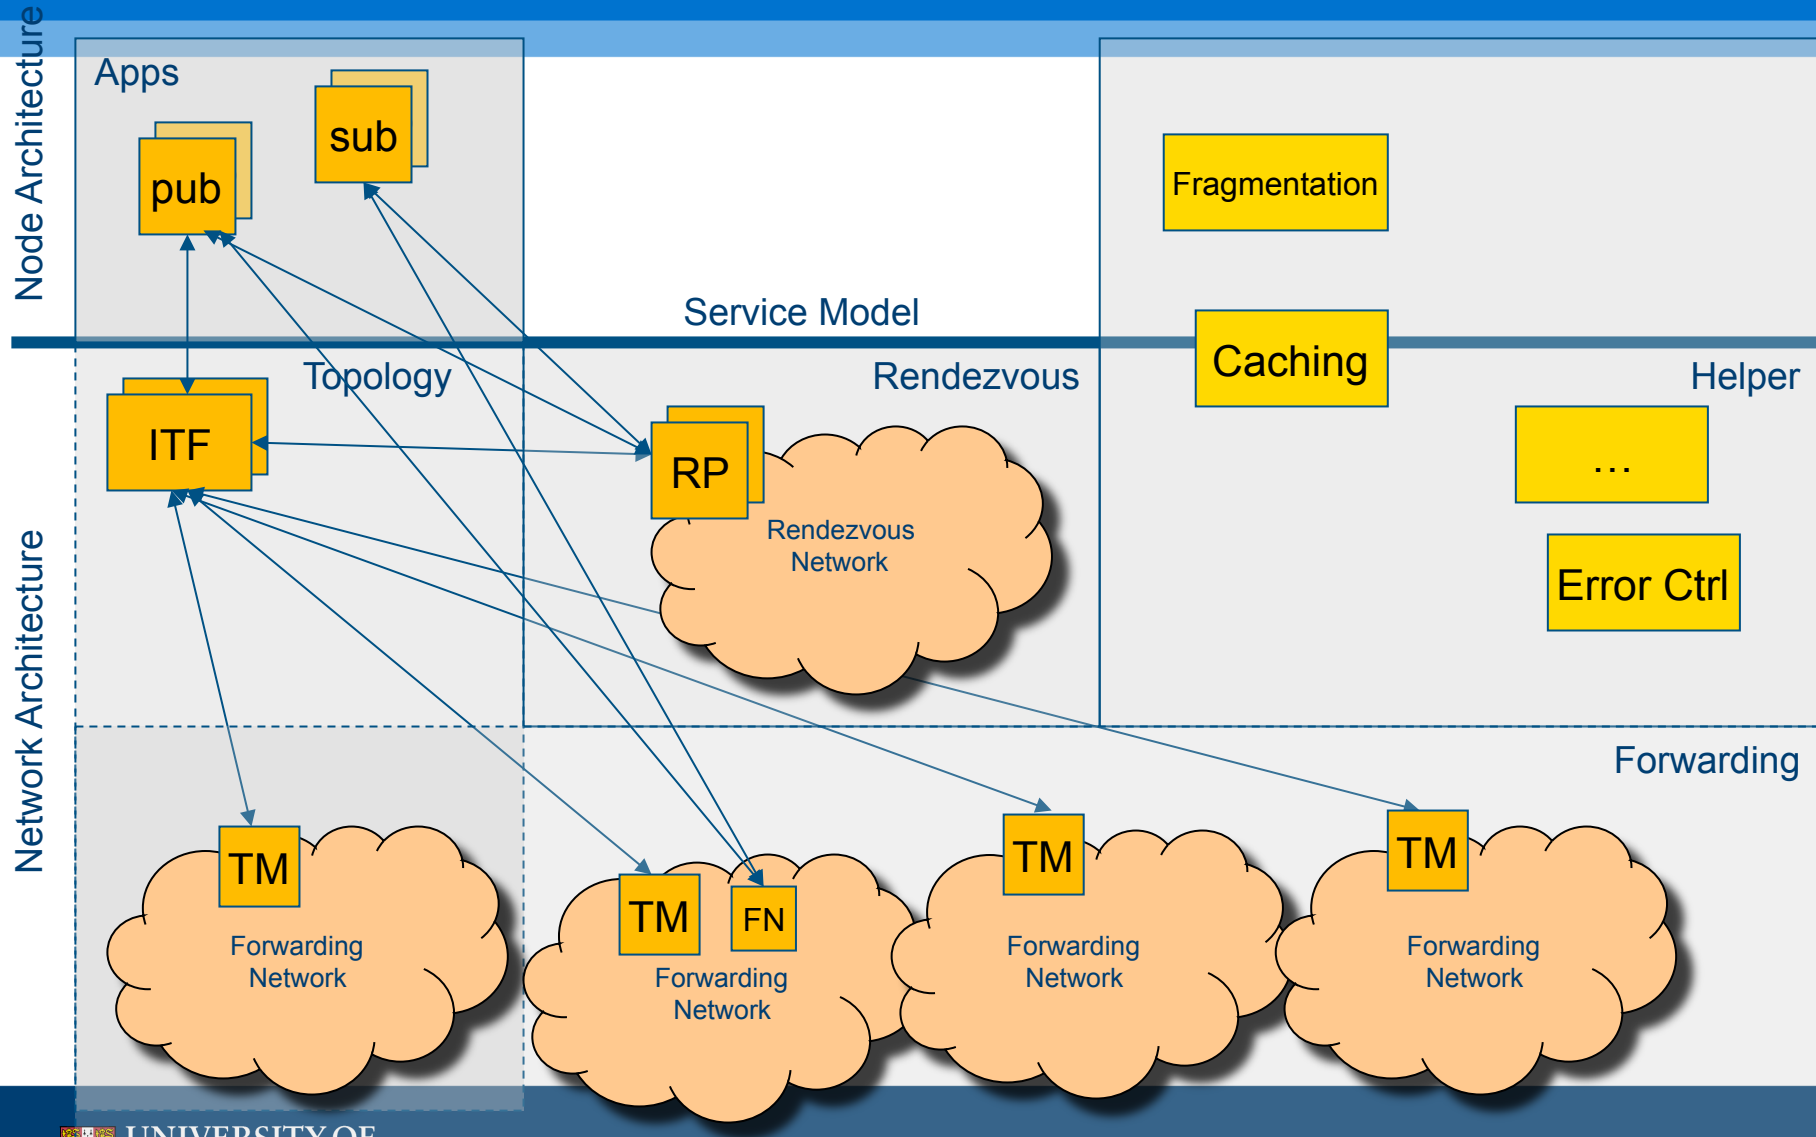 Node Architecture
Apps
pub
sub
Fragmentation
Service Model
Topology
Rendezvous
Caching
Helper
ITF
RP
…
Rendezvous
Network
Error Ctrl
Network Architecture
Forwarding
TM
Forwarding
Network
TM
FN
Forwarding
Network
TM
Forwarding
Network
TM
Forwarding
Network
UNIVERSITY OF